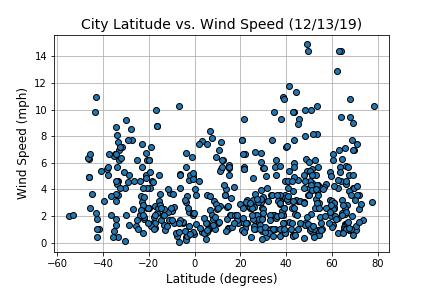 City Latitude vs. Wind Speed (12/13/19)
14
12
10
8
6
4
2
0
Wind Speed (mph)
−60 −40 −20 0 20 40 60 80
Latitude (degrees)